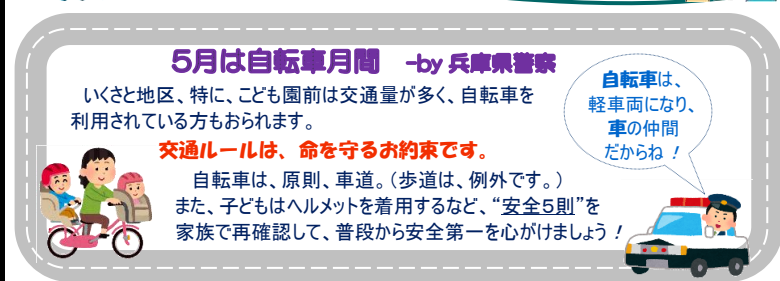 5月は自転車月間 -by 兵庫県警察
いくさと地区、特に、こども園前は交通量が多く、自転車を
利用されている方もおられます。
交通ルールは、命を守るお約束です。
自転車は、原則、車道。（歩道は、例外です。）
また、子どもはヘルメットを着用するなど、“安全5則”を
家族で再確認して、普段から安全第一を心がけましょう！
自転車は、
軽車両になり、
車の仲間
だからね！